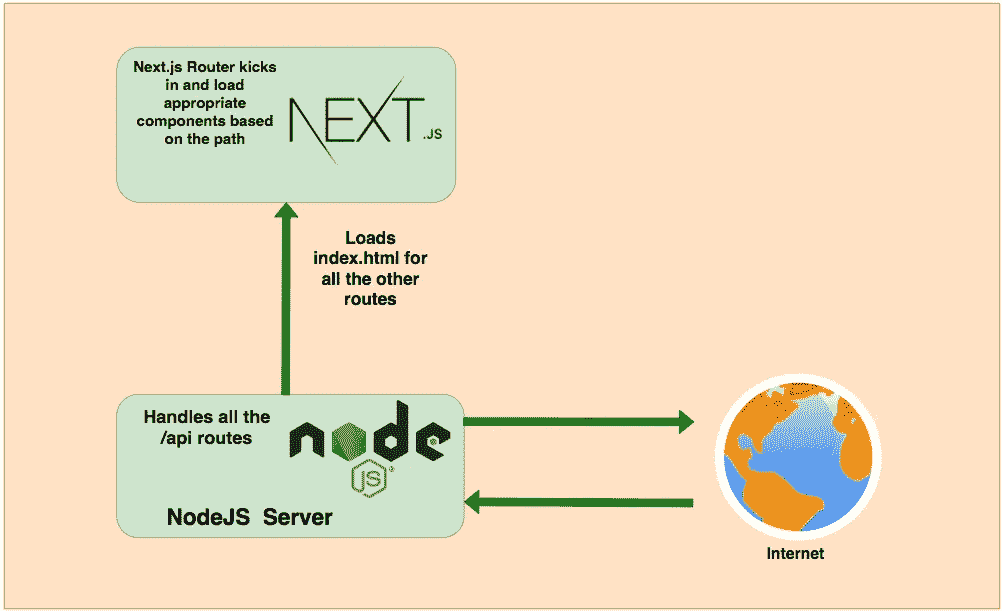 Next.js Router kicks
in and load
appropriate
components based
on the path
NEXT
.JS
Loads
index.html for
all the other
routes
Handles all the
/api routes
node
JS
®
NodeJS Server
Internet